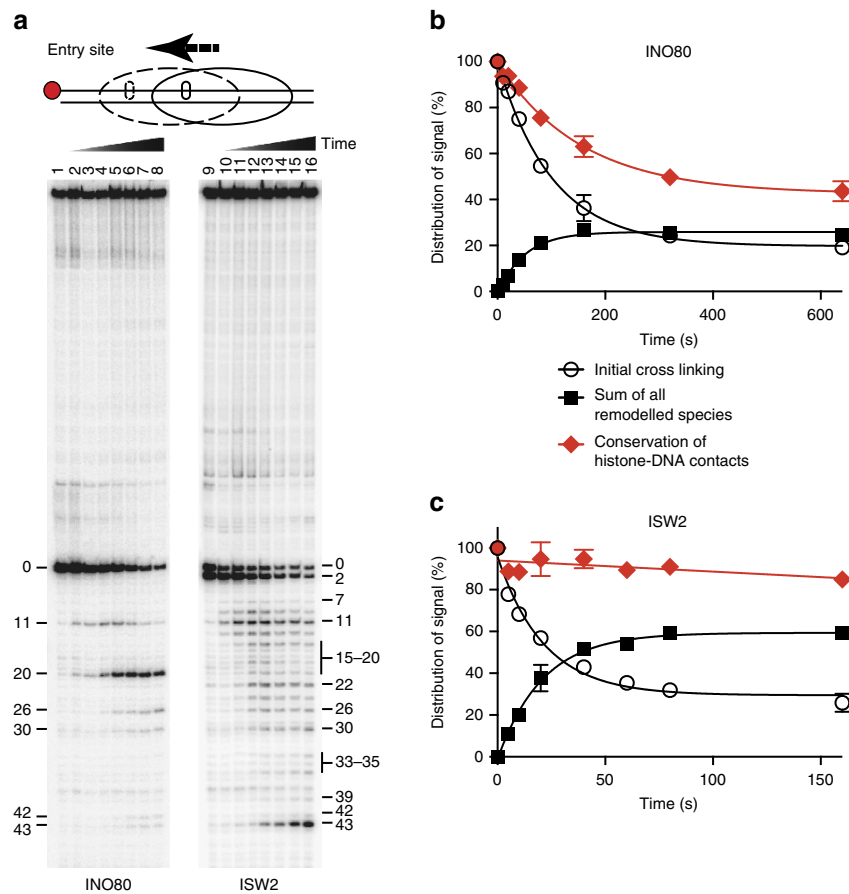 a
Entry site
Time
1 2 3 4 5 6 7 8
9 10 11 12 13 14 15 16
0
11
20
26
30
42
43
0
2
7
11
15–20
22
26
30
33–35
39
42
43
INO80
ISW2
b
INO80
Distribution of signal (%)
100
80
60
40
20
0
0 200 400 600
Time (s)
Initial cross linking
Sum of all
remodelled species
Conservation of
histone-DNA contacts
c
ISW2
Distribution of signal (%)
100
80
60
40
20
0
0 50 100 150
Time (s)